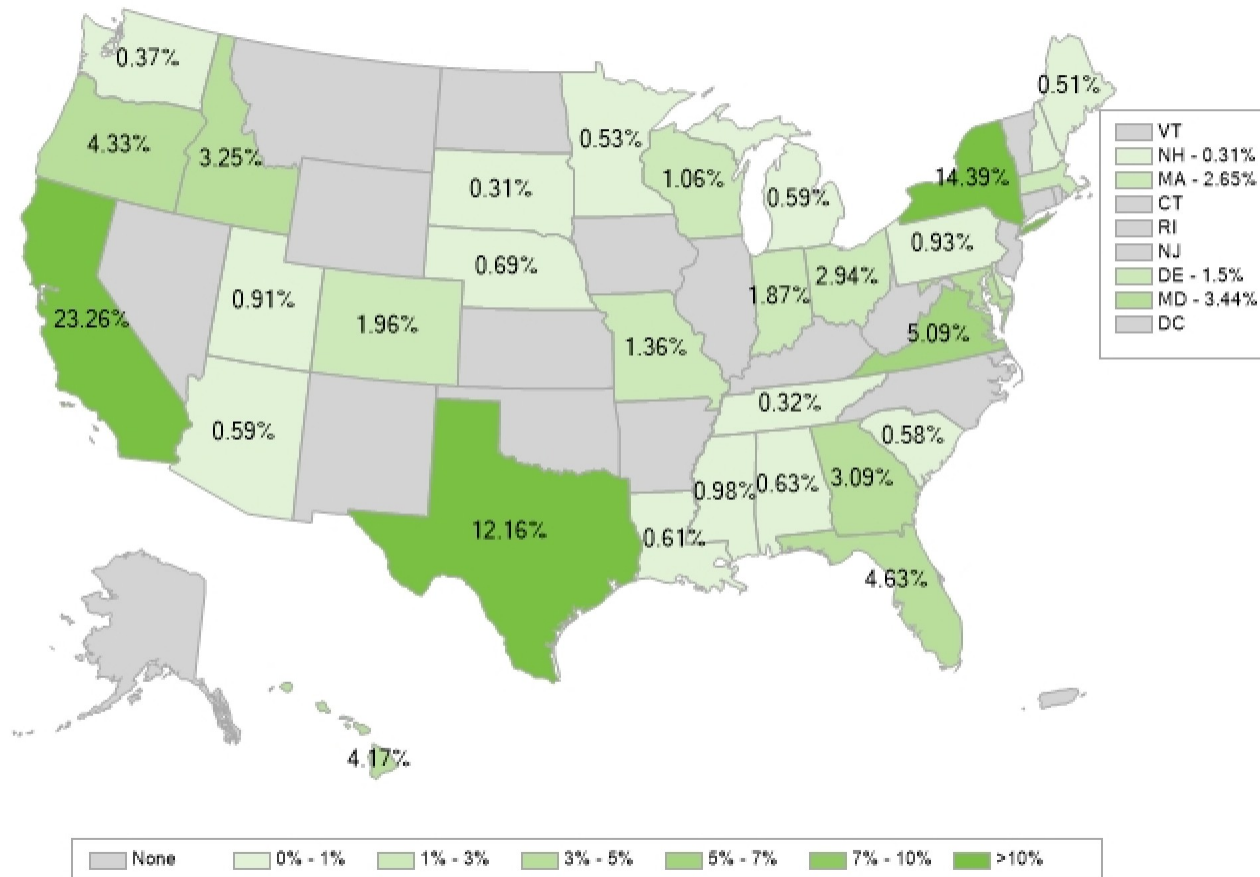 0.37%
0.51%
4.33%
3.25%
0.53%
0.31%
1.06%
0.59%
14.39%
VT
NH - 0.31%
MA - 2.65%
CT
RI
NJ
DE - 1.5%
MD - 3.44%
DC
0.93%
0.69%
0.91%
1.96%
1.87%
2.94%
23.26%
1.36%
5.09%
0.59%
0.32%
0.58%
0.98%
0.63%
3.09%
12.16%
0.61%
4.63%
4.17%
None 0% - 1% 1% - 3% 3% - 5% 5% - 7% 7% - 10% >10%